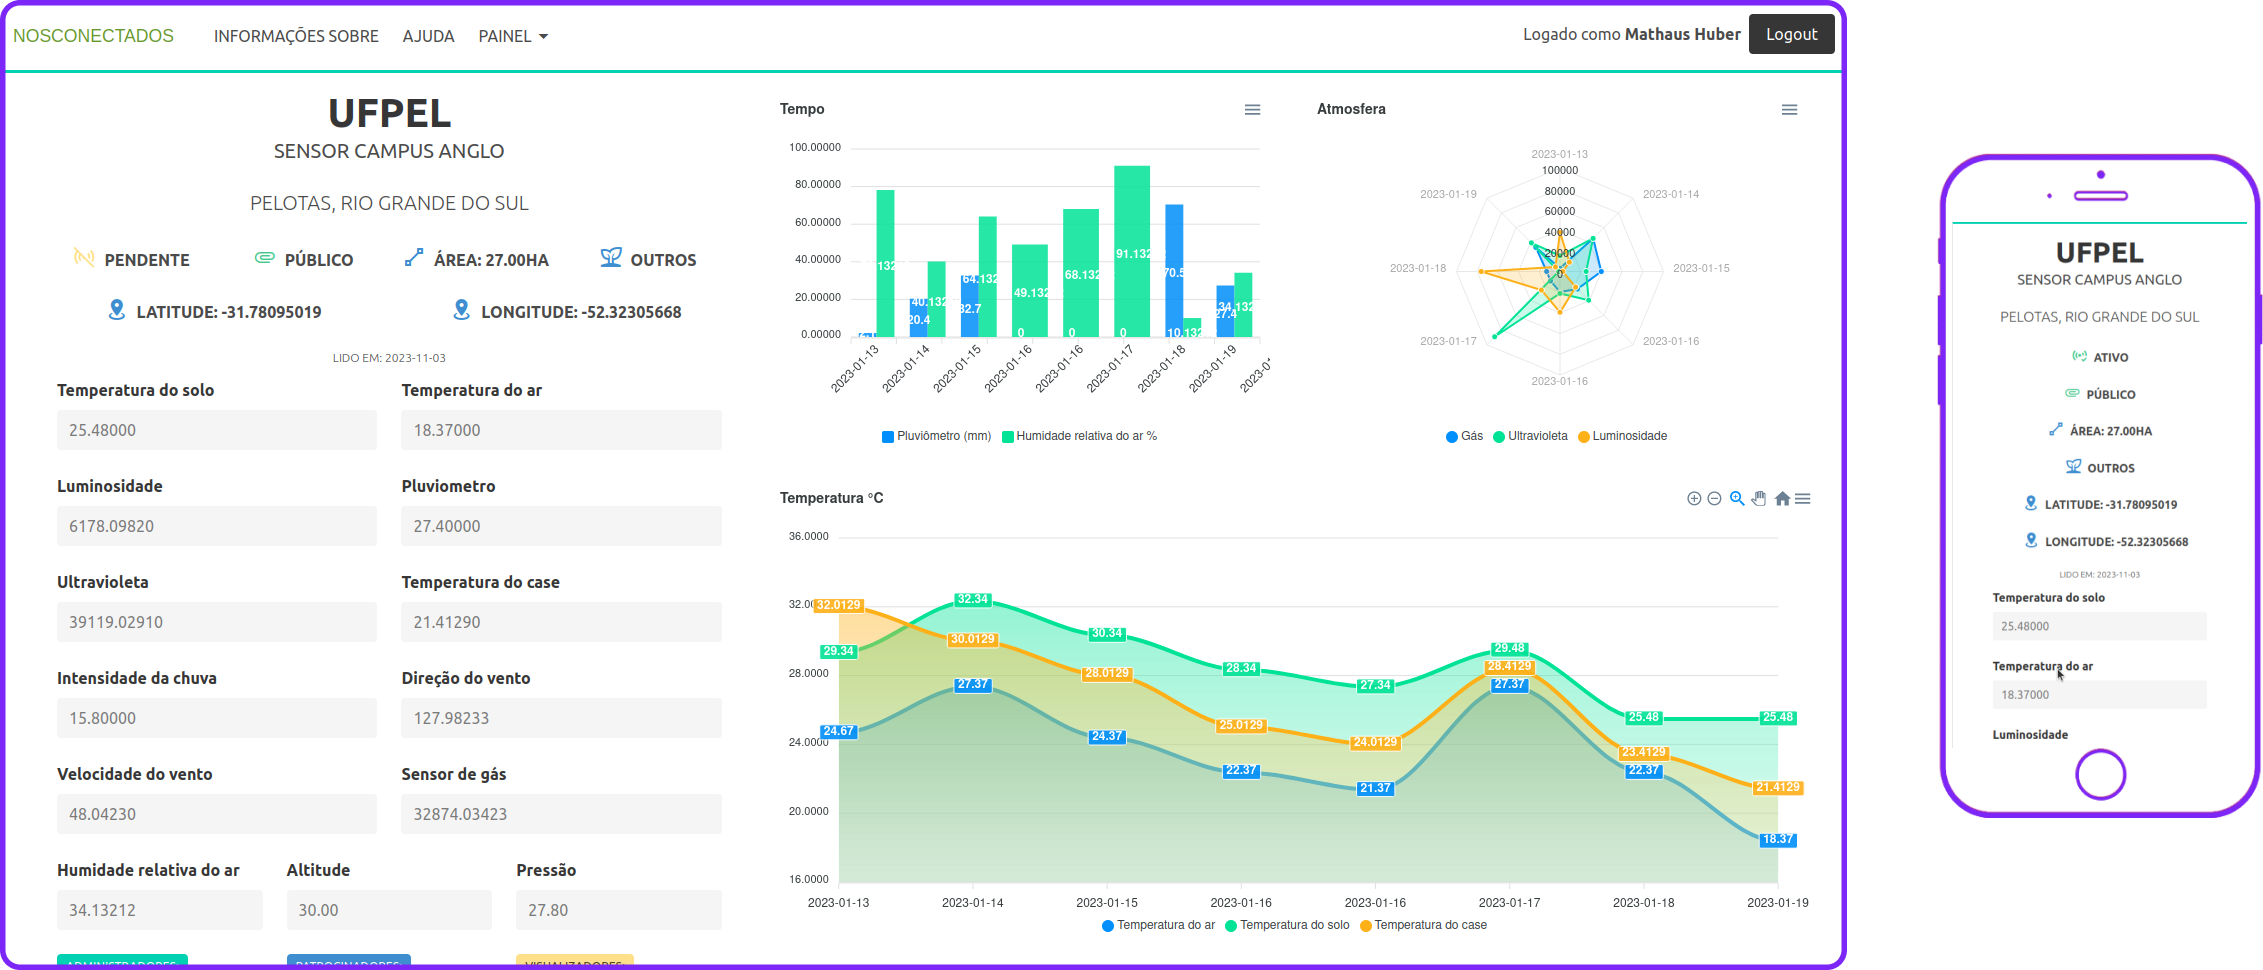 NOSCONECTADOS INFORMAÇÕES SOBRE AJUDA PAINEL Logado como Mathaus Huber Logout
UFPEL
SENSOR CAMPUS ANGLO
PELOTAS, RIO GRANDE DO SUL
PENDENTE PÚBLICO ÁREA: 27.00HA OUTROS
LATITUDE: -31.78095019 LONGITUDE: -52.32305668
LIDO EM: 2023-11-03
Temperatura do solo Temperatura do ar
25.48000 18.37000
Luminosidade Pluviometro
6178.09820 27.40000
Ultravioleta Temperatura do case
39119.02910 21.41290
Intensidade da chuva Direção do vento
15.80000 127.98233
Velocidade do vento Sensor de gás
48.04230 32874.03423
Humidade relativa do ar Altitude Pressão
34.13212 30.00 27.80
ADMINISTRADORES: PATROCINADORES: VISUALIZADORES:
Tempo
100.00000
80.00000
60.00000
40.00000
20.00000
0.00000
20.4 40.132 32.7 64.132 0 49.132 0 68.132 0 91.132 70.5 10.132 27.4 34.132
2023-01-13 2023-01-14 2023-01-15 2023-01-16 2023-01-16 2023-01-17 2023-01-18 2023-01-19
Pluviômetro (mm) Humidade relativa do ar %
Atmosfera
2023-01-13
2023-01-19 2023-01-14
2023-01-18 2023-01-15
2023-01-17 2023-01-16
2023-01-16
100000
80000
60000
40000
20000
0
Gás Ultravioleta Luminosidade
Temperatura °C
36.0000
32.00
28.0000
24.0000
20.0000
16.0000
32.0129 30.0129 28.0129 25.0129 24.0129 28.4129 23.4129 21.4129
29.34 32.34 30.34 28.34 27.34 29.48 25.48 25.48
24.67 27.37 24.37 22.37 21.37 27.37 22.37 18.37
2023-01-13 2023-01-14 2023-01-15 2023-01-16 2023-01-16 2023-01-17 2023-01-18 2023-01-19
Temperatura do ar Temperatura do solo Temperatura do case
UFPEL
SENSOR CAMPUS ANGLO
PELOTAS, RIO GRANDE DO SUL
ATIVO
PÚBLICO
ÁREA: 27.00HA
OUTROS
LATITUDE: -31.78095019
LONGITUDE: -52.32305668
LIDO EM: 2023-11-03
Temperatura do solo
25.48000
Temperatura do ar
18.37000
Luminosidade